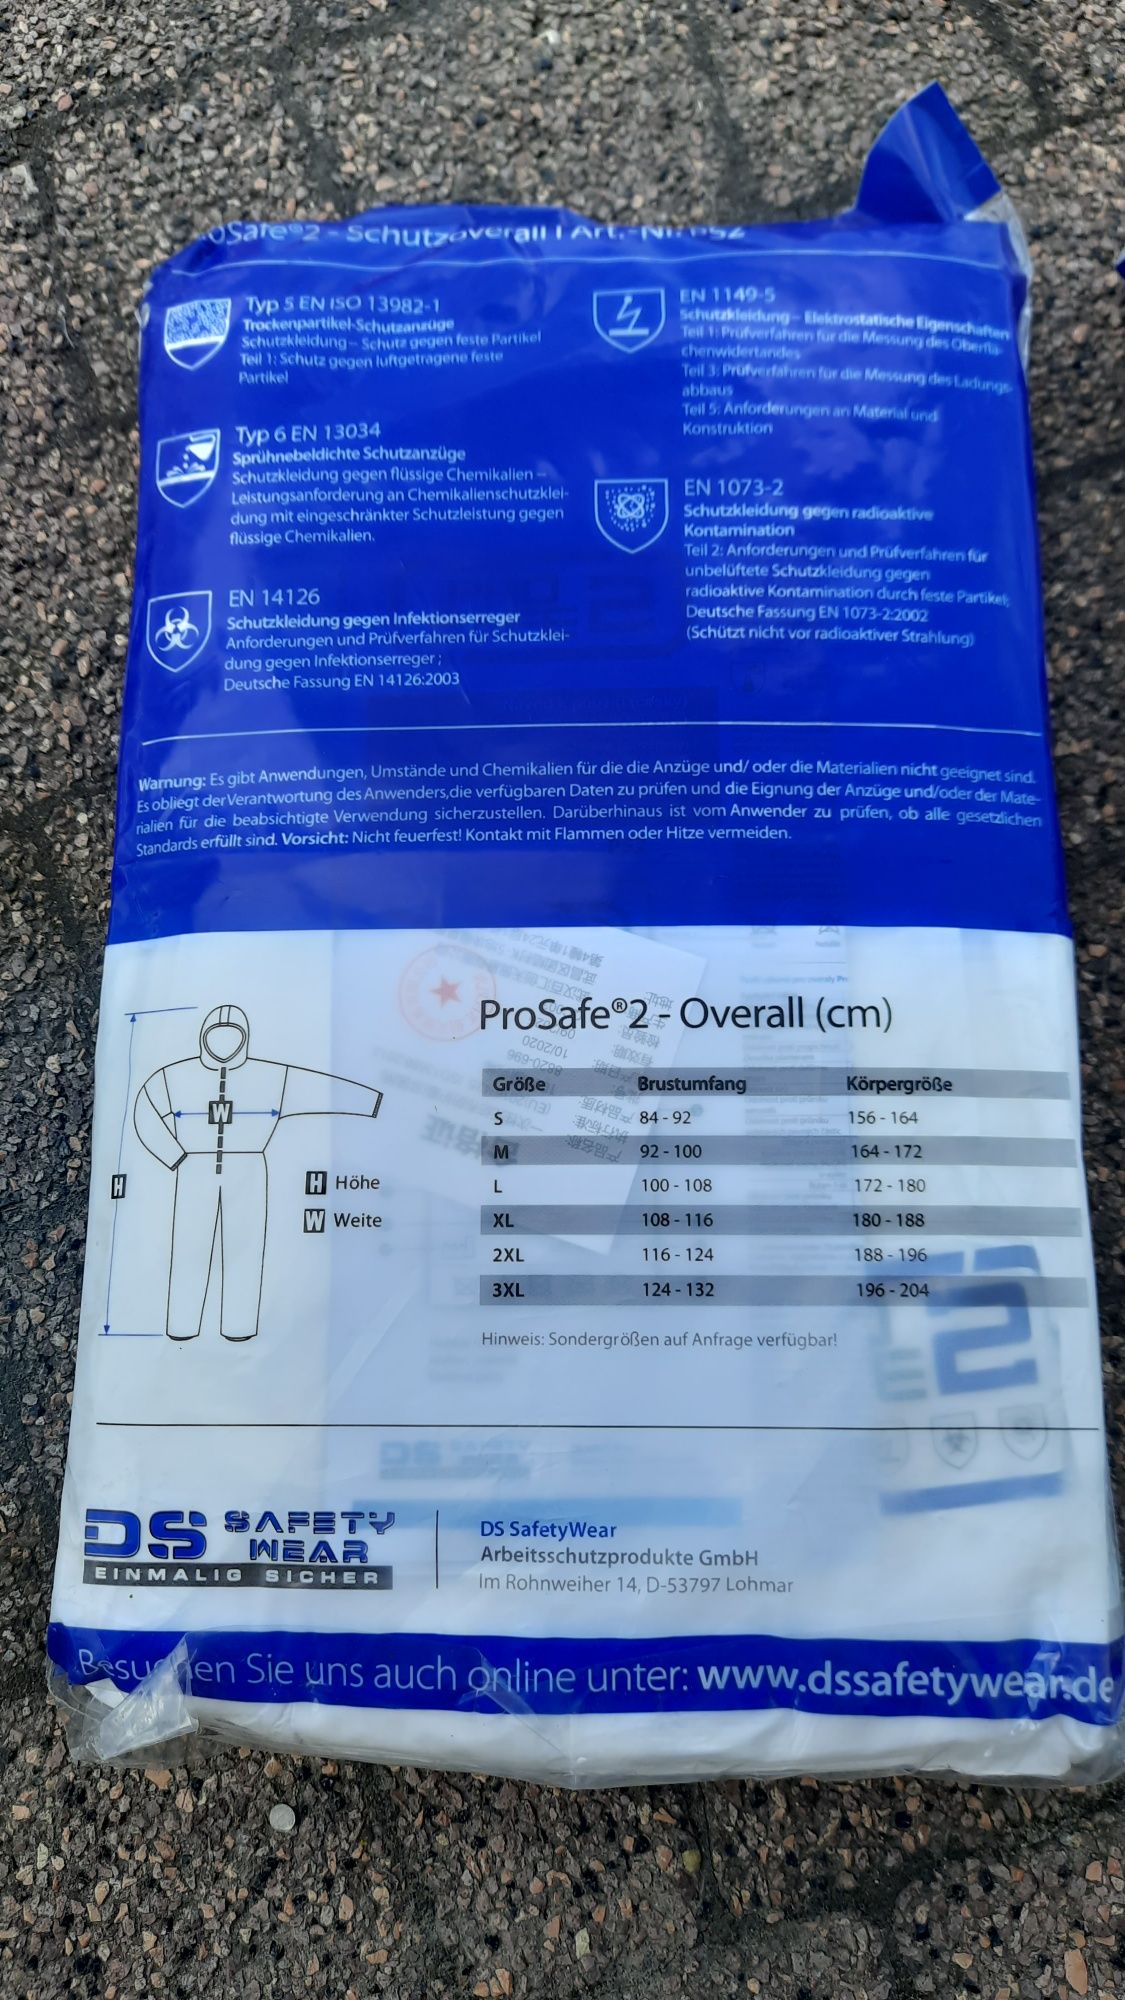 - Schutzoverall | Art.-Nr.
Typ 5 EN ISO 13982-1
Trockenpartikel-Schutzanzüge
Schutzkleidung – Schutz gegen feste Partikel
Teil 1: Schutz gegen luftgetragene feste
Partikel
Typ 6 EN 13034
Sprühnebeldichte Schutzanzüge
Schutzkleidung gegen flüssige Chemikalien –
Leistungsanforderung an Chemikalienschutzklei-
dung mit eingeschränkter Schutzleistung gegen
flüssige Chemikalien.
EN 14126
Schutzkleidung gegen Infektionserreger
Anforderungen und Prüfverfahren für Schutzklei-
dung gegen Infektionserreger ;
Deutsche Fassung EN 14126:2003
EN 1149-5
Schutzkleidung – Elektrostatische Eigenschaften
Teil 1: Prüfverfahren für die Messung des Oberflä-
chenwidertandes
Teil 3: Prüfverfahren für die Messung des Ladungs-
abbaus
Teil 5: Anforderungen an Material und
Konstruktion
EN 1073-2
Schutzkleidung gegen radioaktive
Kontamination
Teil 2: Anforderungen und Prüfverfahren für
unbelüftete Schutzkleidung gegen
radioaktive Kontamination durch feste Partikel;
Deutsche Fassung EN 1073-2:2002
(Schützt nicht vor radioaktiver Strahlung)
Warnung: Es gibt Anwendungen, Umstände und Chemikalien für die die Anzüge und/ oder die Materialien nicht geeignet sind.
Es obliegt der Verantwortung des Anwenders,die verfügbaren Daten zu prüfen und die Eignung der Anzüge und/oder der Mate-
rialien für die beabsichtigte Verwendung sicherzustellen. Darüberhinaus ist vom Anwender zu prüfen, ob alle gesetzlichen
Standards erfüllt sind. Vorsicht: Nicht feuerfest! Kontakt mit Flammen oder Hitze vermeiden.
ProSafe®2 - Overall (cm)
Größe Brustumfang Körpergröße
S 84 - 92 156 - 164
M 92 - 100 164 - 172
L 100 - 108 172 - 180
XL 108 - 116 180 - 188
2XL 116 - 124 188 - 196
3XL 124 - 132 196 - 204
W
H
H Höhe
W Weite
Hinweis: Sondergrößen auf Anfrage verfügbar!
DS SAFETY
WEAR
EINMALIG SICHER
DS SafetyWear
Arbeitsschutzprodukte GmbH
Im Rohnweiher 14, D-53797 Lohmar
Besuchen Sie uns auch online unter: www.dssafetywear.de